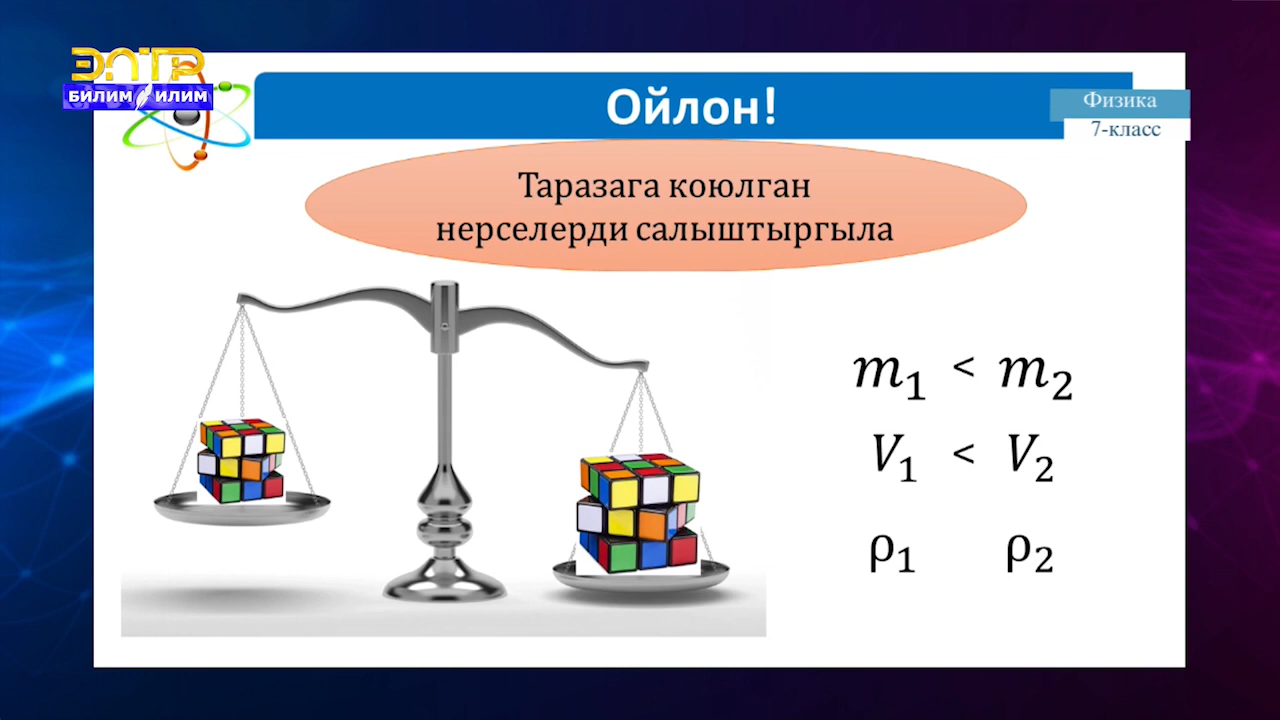 ЭЛТР
БИЛИМ ИЛИМ
Ойлон!
Физика
7-класс
Таразага коюлган
нерселерди салыштыргыла
m₁ < m₂
V₁ < V₂
ρ₁ ρ₂